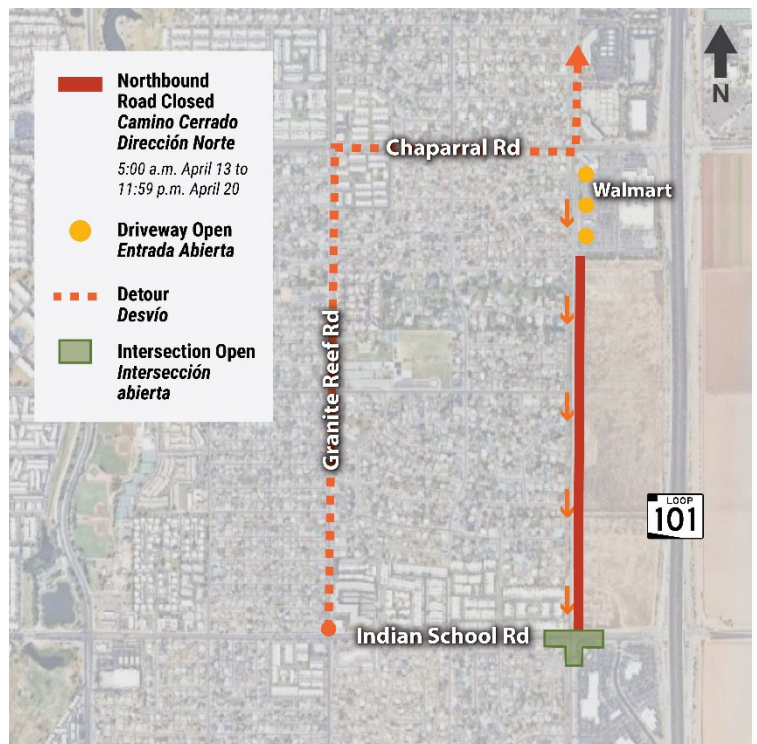 Northbound
Road Closed
Camino Cerrado
Dirección Norte
5:00 a.m. April 13 to
11:59 p.m. April 20
Driveway Open
Entrada Abierta
Detour
Desvío
Intersection Open
Intersección
abierta
N
Chaparral Rd
Walmart
Granite Reef Rd
LOOP
101
Indian School Rd